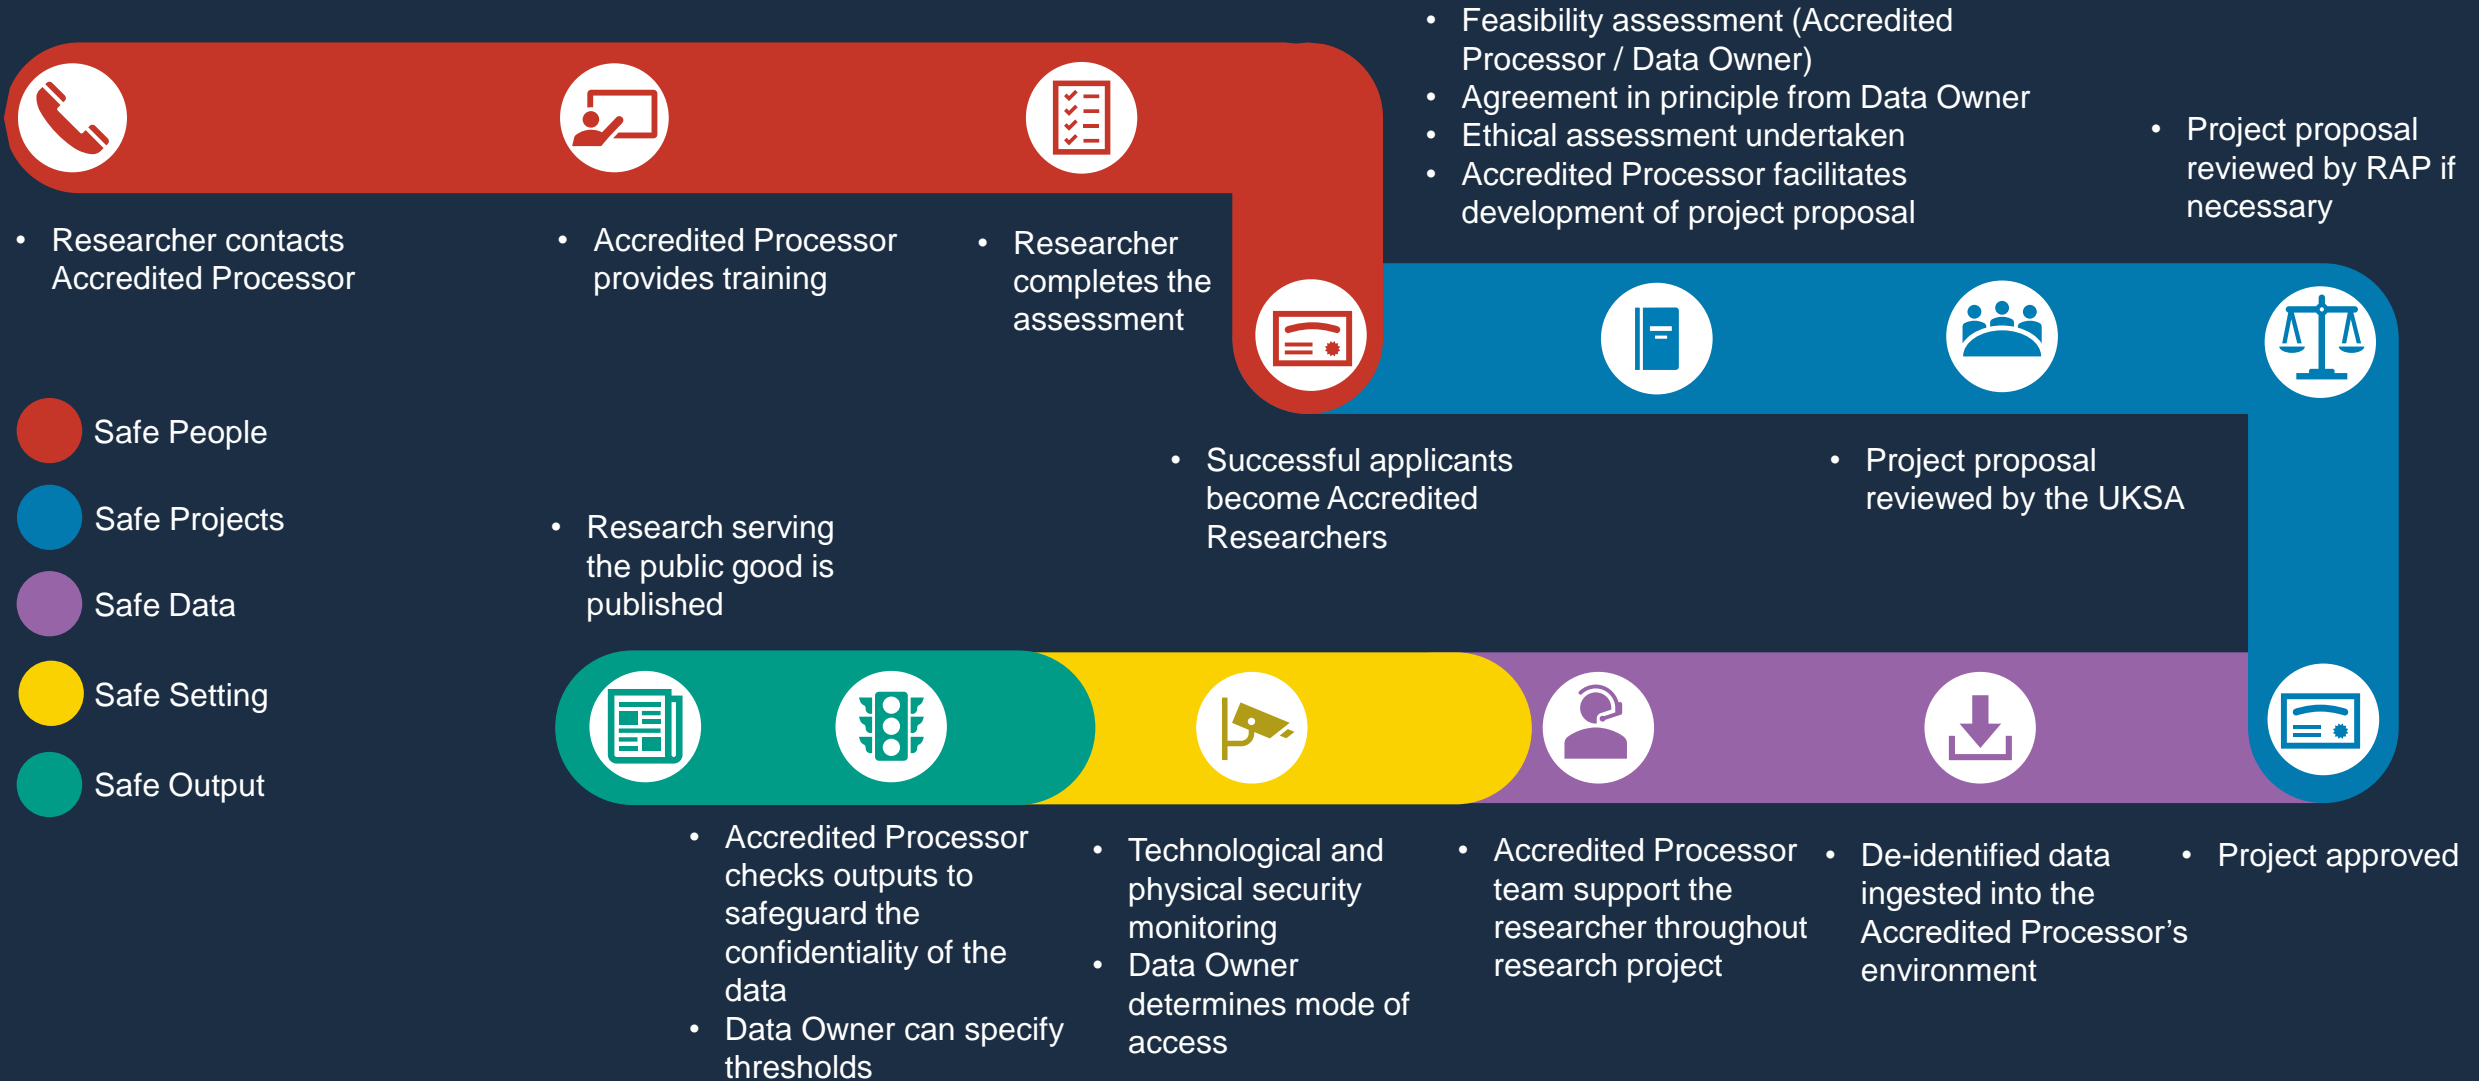 • Researcher contacts
Accredited Processor
• Accredited Processor
provides training
• Researcher
completes the
assessment
• Successful applicants
become Accredited
Researchers
• Feasibility assessment (Accredited
Processor / Data Owner)
• Agreement in principle from Data Owner
• Ethical assessment undertaken
• Accredited Processor facilitates
development of project proposal
• Project proposal
reviewed by the UKSA
• Project proposal
reviewed by RAP if
necessary
• Project approved
• De-identified data
ingested into the
Accredited Processor’s
environment
• Accredited Processor
team support the
researcher throughout
research project
• Technological and
physical security
monitoring
• Data Owner
determines mode of
access
• Accredited Processor
checks outputs to
safeguard the
confidentiality of the
data
• Data Owner can specify
thresholds
• Research serving
the public good is
published
Safe People
Safe Projects
Safe Data
Safe Setting
Safe Output